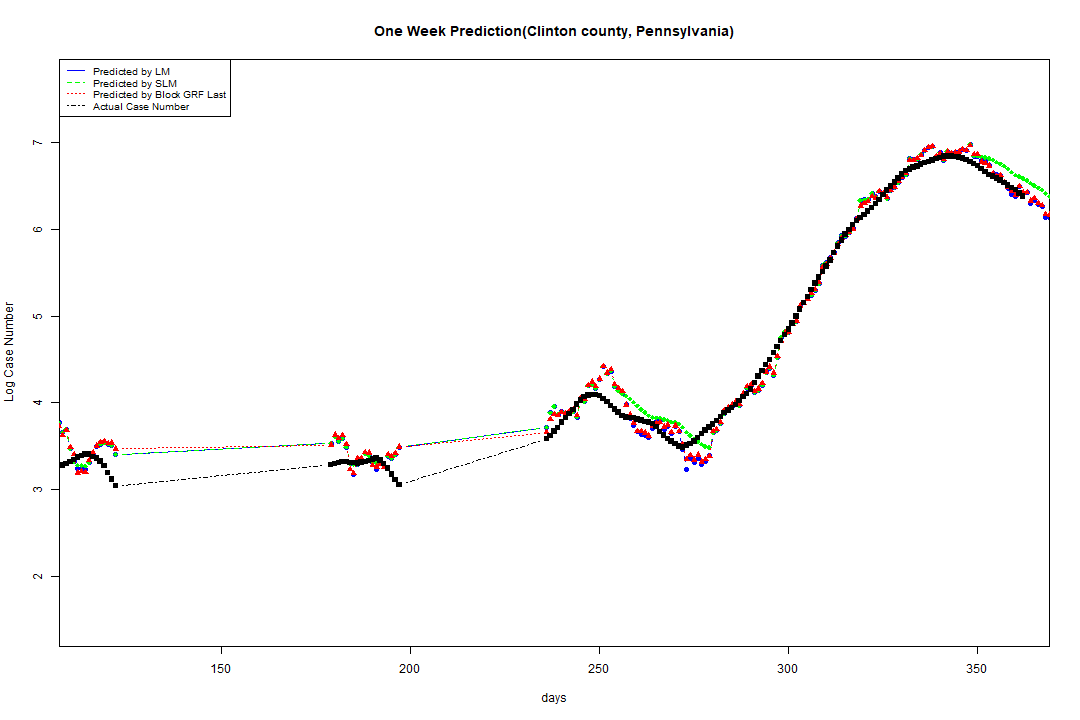 One Week Prediction(Clinton county, Pennsylvania)
Predicted by LM
Predicted by SLM
Predicted by Block GRF Last
Actual Case Number
7
6
5
4
3
2
Log Case Number
150 200 250 300 350
days